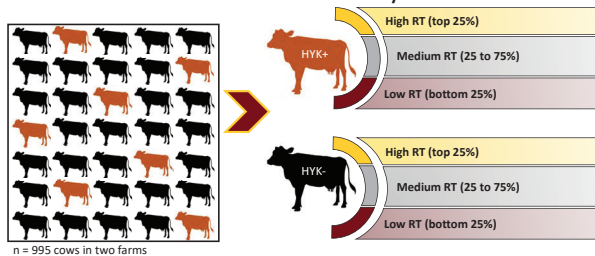 HYK+
High RT (top 25%)
Medium RT (25 to 75%)
Low RT (bottom 25%)
HYK-
High RT (top 25%)
Medium RT (25 to 75%)
Low RT (bottom 25%)
n = 995 cows in two farms